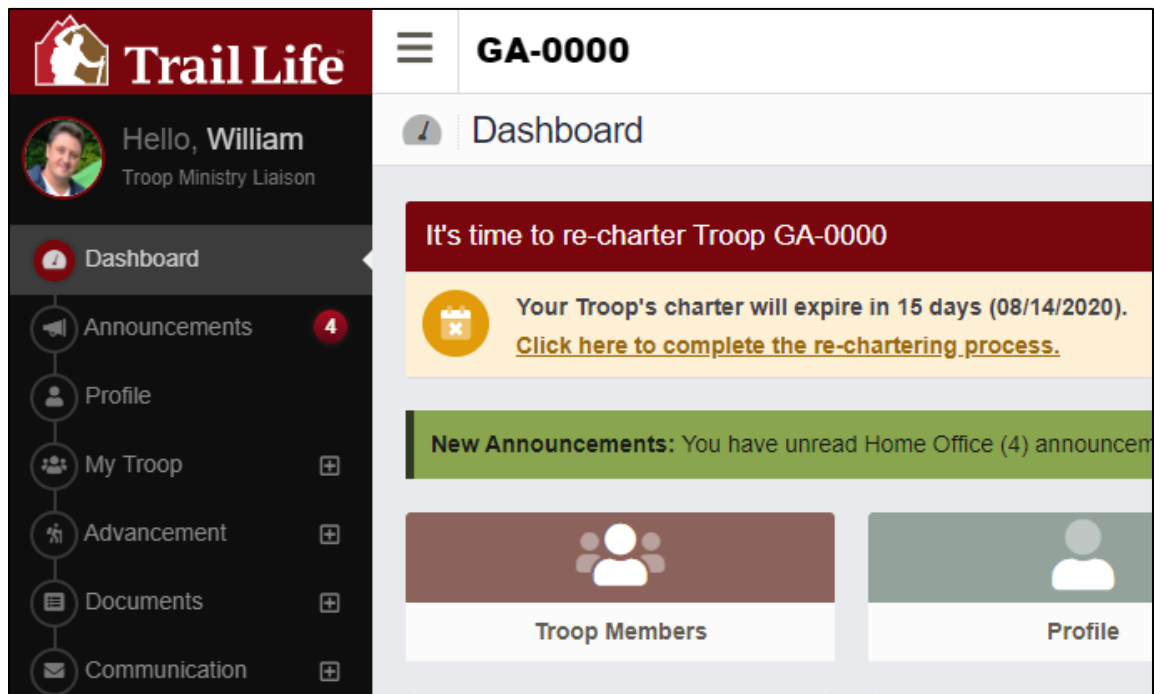 Trail Life
GA-0000
Hello, William
Troop Ministry Liaison
Dashboard
Dashboard
Announcements 4
Profile
My Troop
Advancement
Documents
Communication
It's time to re-charter Troop GA-0000
Your Troop's charter will expire in 15 days (08/14/2020).
Click here to complete the re-chartering process.
New Announcements: You have unread Home Office (4) announcem
Troop Members
Profile